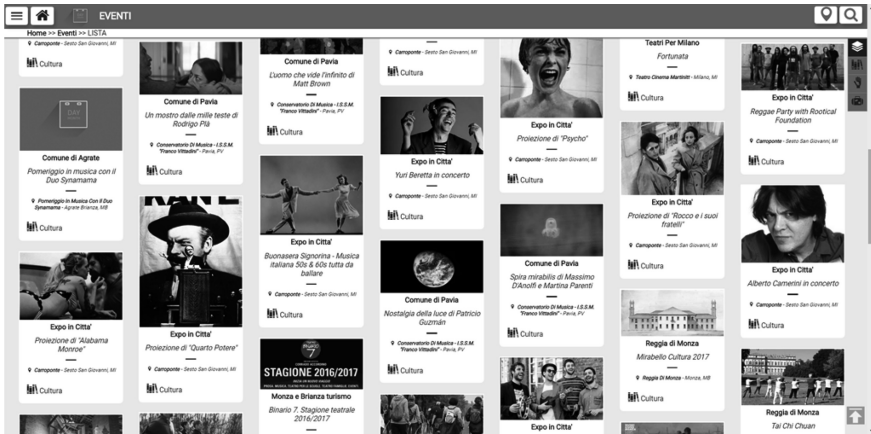 EVENTI
Home >> Eventi >> LISTA
Carroponte - Sesto San Giovanni, MI
Cultura
DAY
Comune di Agrate
Pomeriggio in musica con il
Duo Synamama
Pomeriggio In Musica Con Il Duo
Synamama - Agrate Brianza, MB
Cultura
Expo in Citta'
Proiezione di "Alabama
Monroe"
Carroponte - Sesto San Giovanni, MI
Cultura
Comune di Pavia
Un mostro dalle mille teste di
Rodrigo Plà
Conservatorio Di Musica - I.S.S.M.
"Franco Vittadini" - Pavia, PV
Cultura
KANE
Expo in Citta'
Proiezione di "Quarto Potere"
Carroponte - Sesto San Giovanni, MI
Cultura
Comune di Pavia
L'uomo che vide l'infinito di
Matt Brown
Conservatorio Di Musica - I.S.S.M.
"Franco Vittadini" - Pavia, PV
Cultura
Expo in Citta'
Buonasera Signorina - Musica
italiana 50s & 60s tutta da
ballare
Carroponte - Sesto San Giovanni, MI
Cultura
7
STAGIONE 2016/2017
Monza e Brianza turismo
Binario 7. Stagione teatrale
2016/2017
Carroponte - Sesto San Giovanni, MI
Cultura
Expo in Citta'
Yuri Beretta in concerto
Carroponte - Sesto San Giovanni, MI
Cultura
Comune di Pavia
Nostalgia della luce di Patricio
Guzmán
Conservatorio Di Musica - I.S.S.M.
"Franco Vittadini" - Pavia, PV
Cultura
Expo in Citta'
Proiezione di "Psycho"
Carroponte - Sesto San Giovanni, MI
Cultura
Comune di Pavia
Spira mirabilis di Massimo
D'Anolfi e Martina Parenti
Conservatorio Di Musica - I.S.S.M.
"Franco Vittadini" - Pavia, PV
Cultura
Expo in Citta'
Teatri Per Milano
Fortunata
Teatro Cinema Martinitt - Milano, MI
Cultura
Expo in Citta'
Proiezione di "Rocco e i suoi
fratelli"
Carroponte - Sesto San Giovanni, MI
Cultura
Reggia di Monza
Mirabello Cultura 2017
Reggia Di Monza - Monza, MB
Cultura
Expo in Citta'
Reggae Party with Rootical
Foundation
Carroponte - Sesto San Giovanni, MI
Cultura
Expo in Citta'
Alberto Camerini in concerto
Carroponte - Sesto San Giovanni, MI
Cultura
Reggia di Monza
Tai Chi Chuan